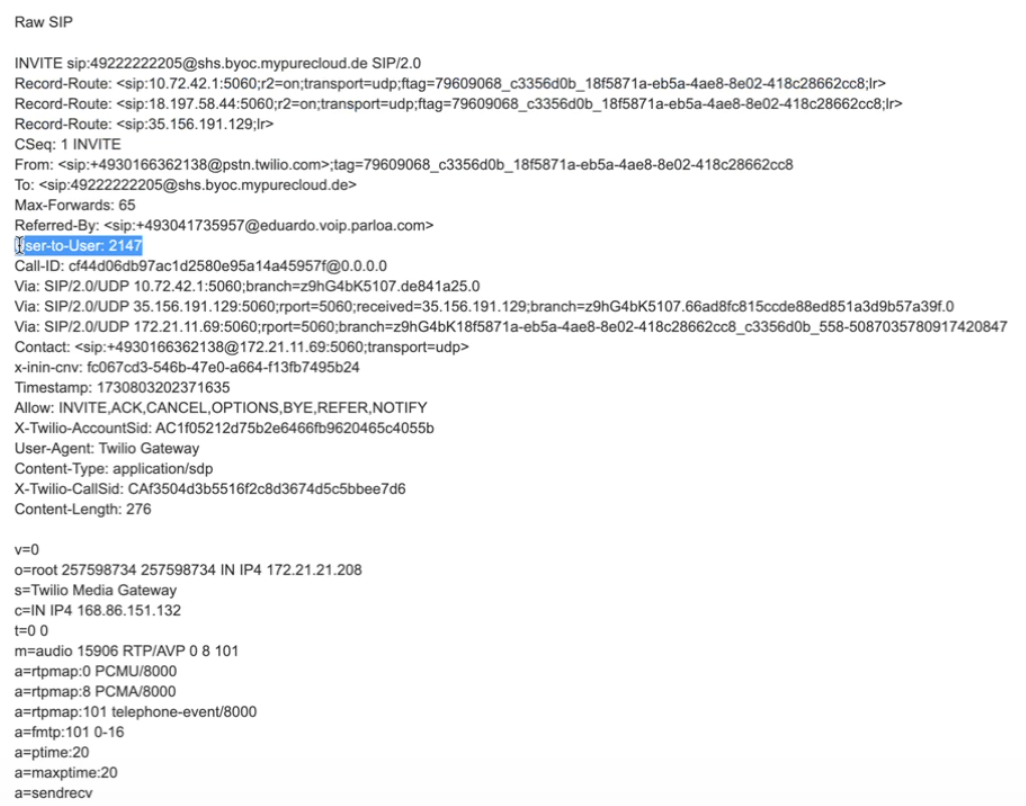 Raw SIP
INVITE sip:49222222205@shs.byoc.mypurecloud.de SIP/2.0
Record-Route: <sip:10.72.42.1:5060;r2=on;transport=udp;ftag=79609068_c3356d0b_18f5871a-eb5a-4ae8-8e02-418c28662cc8;lr>
Record-Route: <sip:18.197.58.44:5060;r2=on;transport=udp;ftag=79609068_c3356d0b_18f5871a-eb5a-4ae8-8e02-418c28662cc8;lr>
Record-Route: <sip:35.156.191.129;lr>
CSeq: 1 INVITE
From: <sip:+4930166362138@pstn.twilio.com>;tag=79609068_c3356d0b_18f5871a-eb5a-4ae8-8e02-418c28662cc8
To: <sip:49222222205@shs.byoc.mypurecloud.de>
Max-Forwards: 65
Referred-By: <sip:+493041735957@eduardo.voip.parloa.com>
User-to-User: 2147
Call-ID: cf44d06db97ac1d2580e95a14a45957f@0.0.0.0
Via: SIP/2.0/UDP 10.72.42.1:5060;branch=z9hG4bK5107.de841a25.0
Via: SIP/2.0/UDP 35.156.191.129:5060;rport=5060;received=35.156.191.129;branch=z9hG4bK5107.66ad8fc815ccde88ed851a3d9b57a39f.0
Via: SIP/2.0/UDP 172.21.11.69:5060;rport=5060;branch=z9hG4bK18f5871a-eb5a-4ae8-8e02-418c28662cc8_c3356d0b_558-5087035780917420847
Contact: <sip:+4930166362138@172.21.11.69:5060;transport=udp>
x-inin-cnv: fc067cd3-546b-47e0-a664-f13fb7495b24
Timestamp: 1730803202371635
Allow: INVITE,ACK,CANCEL,OPTIONS,BYE,REFER,NOTIFY
X-Twilio-AccountSid: AC1f05212d75b2e6466fb9620465c4055b
User-Agent: Twilio Gateway
Content-Type: application/sdp
X-Twilio-CallSid: CAf3504d3b5516f2c8d3674d5c5bbee7d6
Content-Length: 276
v=0
o=root 257598734 257598734 IN IP4 172.21.21.208
s=Twilio Media Gateway
c=IN IP4 168.86.151.132
t=0 0
m=audio 15906 RTP/AVP 0 8 101
a=rtpmap:0 PCMU/8000
a=rtpmap:8 PCMA/8000
a=rtpmap:101 telephone-event/8000
a=fmtp:101 0-16
a=ptime:20
a=maxptime:20
a=sendrecv